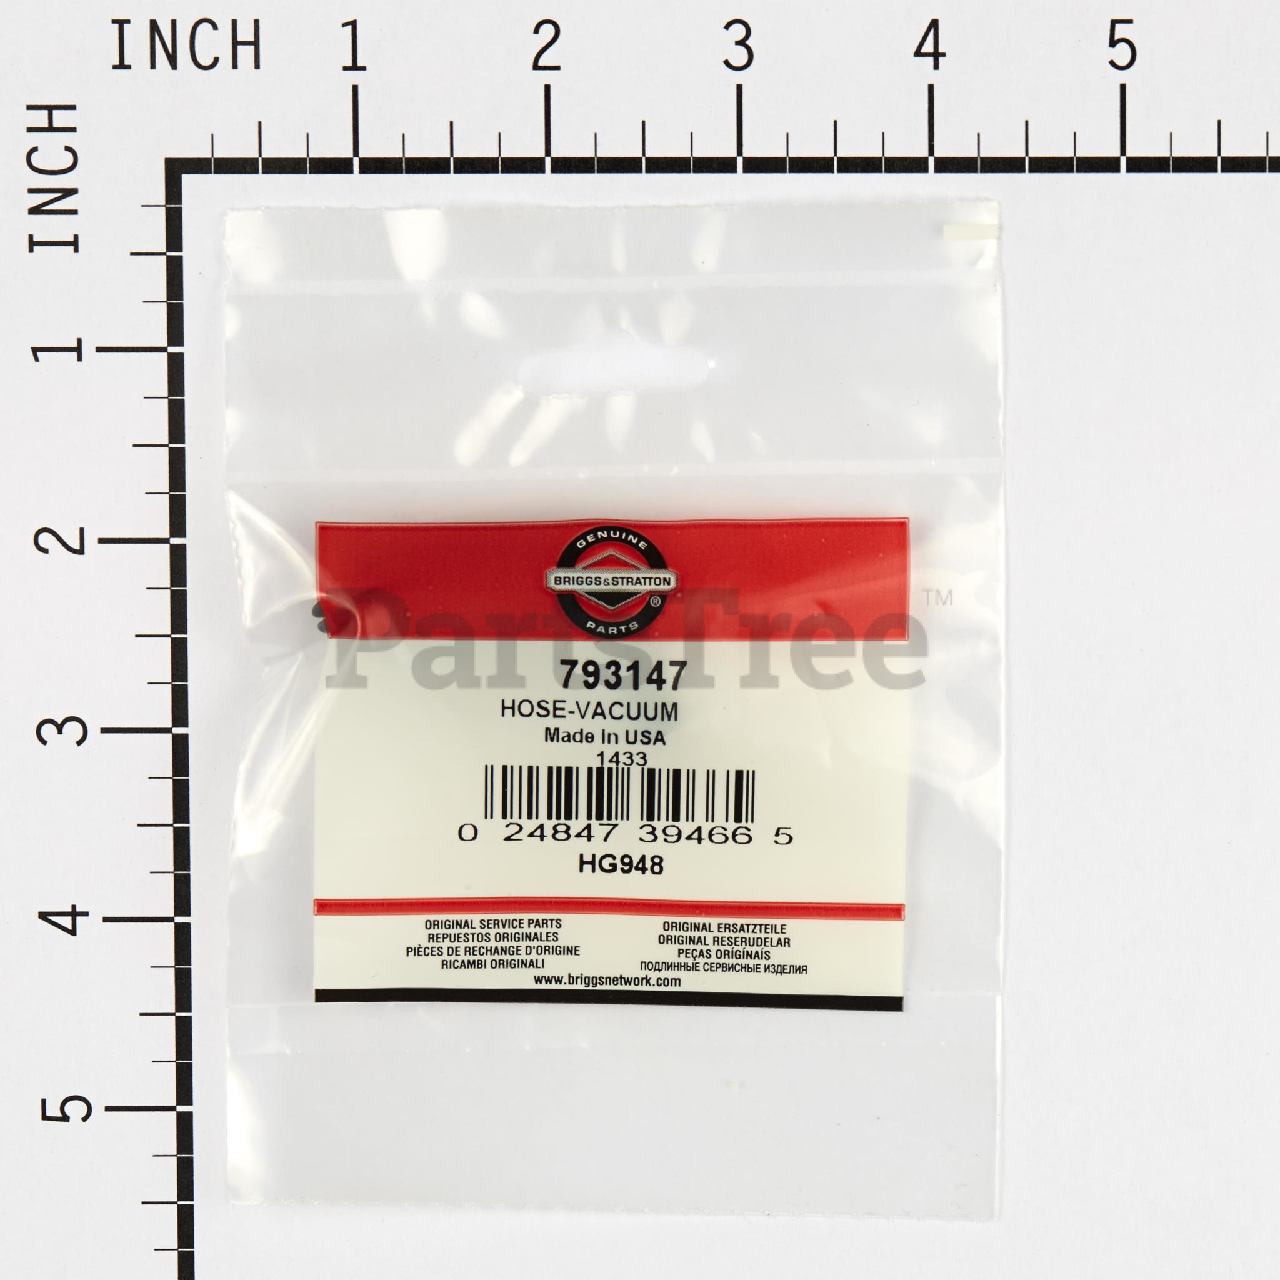 INCH 1 2 3 4 5
INCH
1
2
3
4
5
GENUINE
BRIGGS&STRATTON
®
PARTS
PartsTree ™
793147
HOSE-VACUUM
Made In USA
1433
0 24847 39466 5
HG948
ORIGINAL SERVICE PARTS
REPUESTOS ORIGINALES
PIÈCES DE RECHANGE D'ORIGINE
RICAMBI ORIGINALI
ORIGINAL ERSATZTEILE
ORIGINAL RESERUDELAR
PEÇAS ORIGÍNAIS
ПОДЛИННЫЕ СЕРВИСНЫЕ ИЗДЕЛИЯ
www.briggsnetwork.com